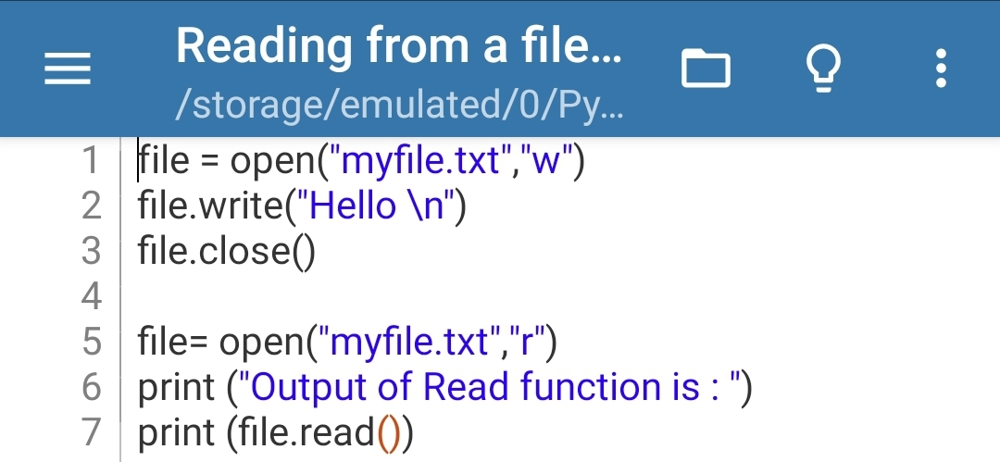 Reading from a file...
/storage/emulated/0/Py...
1 file = open("myfile.txt","w")
2 file.write("Hello \n")
3 file.close()
4
5 file= open("myfile.txt","r")
6 print ("Output of Read function is : ")
7 print (file.read())